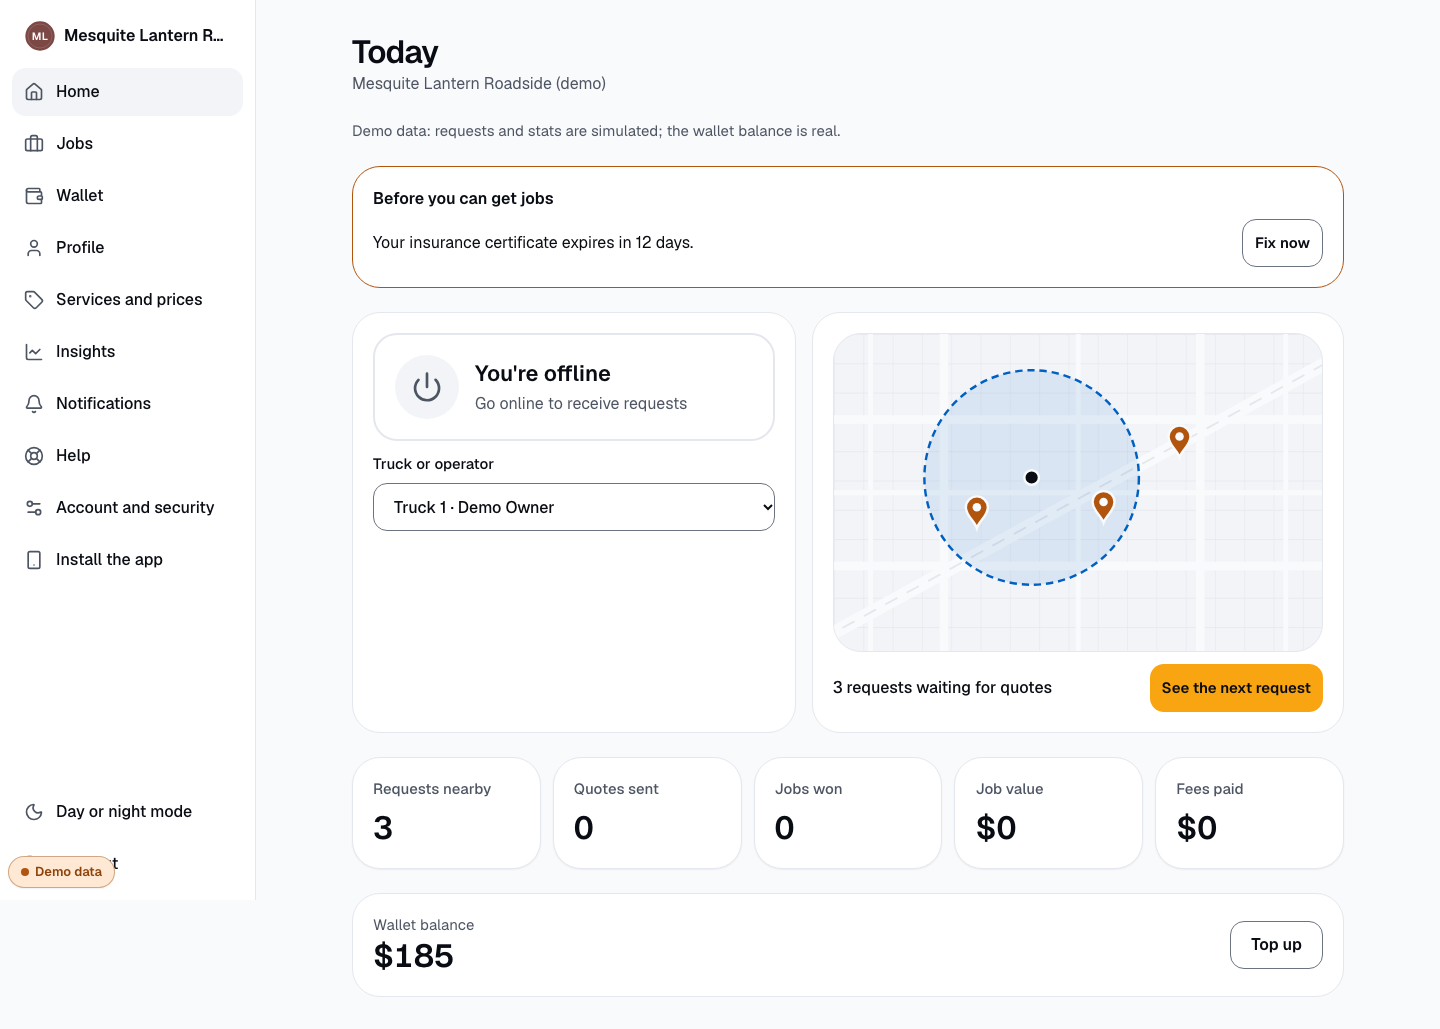 ML
Mesquite Lantern R...
Home
Jobs
Wallet
Profile
Services and prices
Insights
Notifications
Help
Account and security
Install the app
Day or night mode
Demo data
Today
Mesquite Lantern Roadside (demo)
Demo data: requests and stats are simulated; the wallet balance is real.
Before you can get jobs
Your insurance certificate expires in 12 days.
Fix now
You're offline
Go online to receive requests
Truck or operator
Truck 1 · Demo Owner
3 requests waiting for quotes
See the next request
Requests nearby
3
Quotes sent
0
Jobs won
0
Job value
$0
Fees paid
$0
Wallet balance
$185
Top up